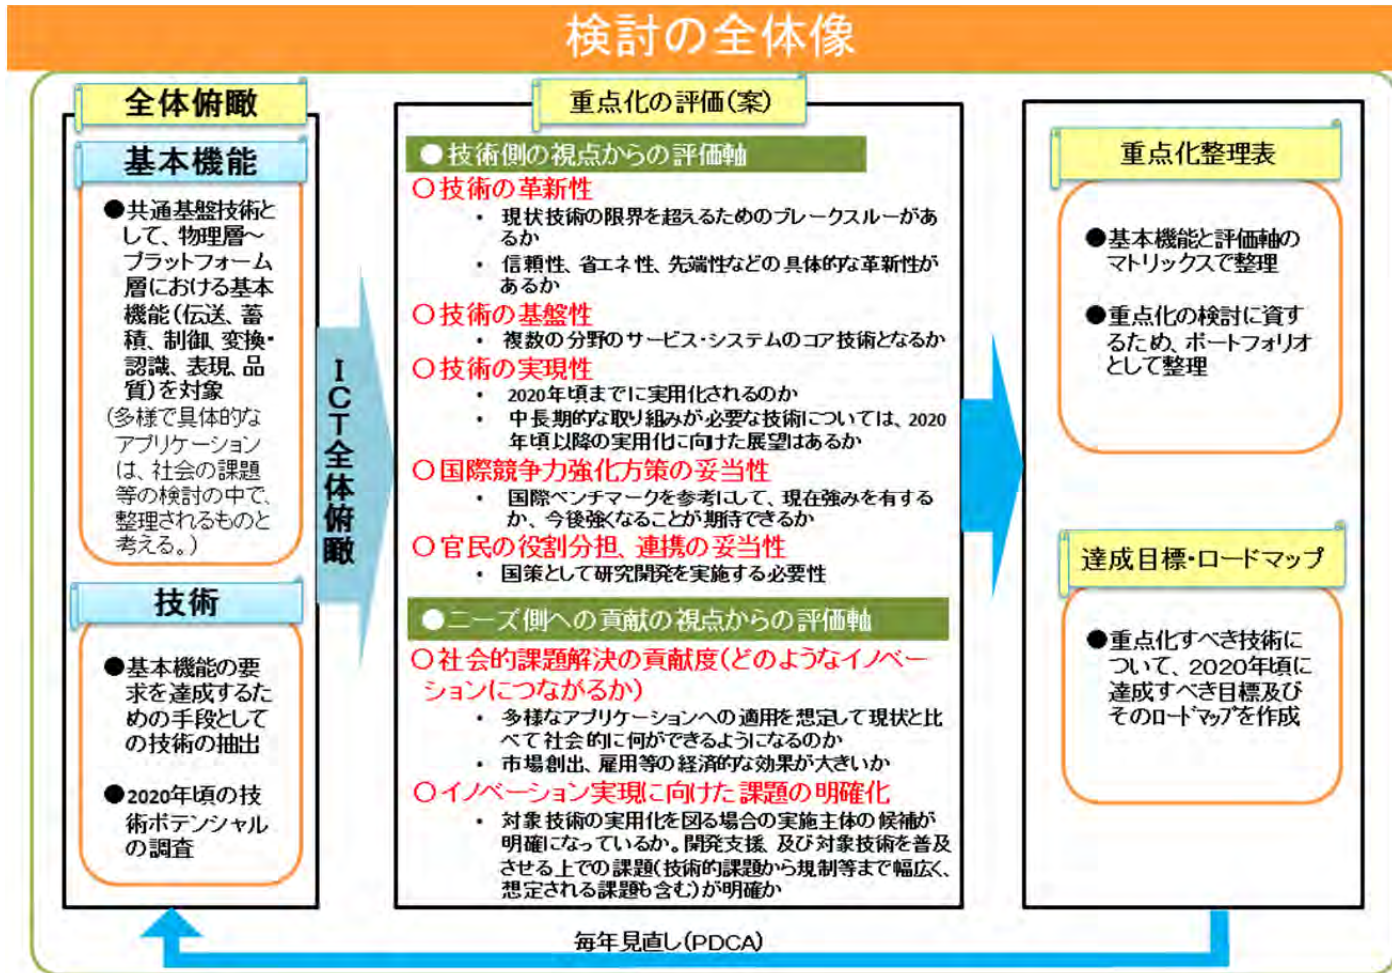 検討の全体像
全体俯瞰
基本機能
●共通基盤技術と
して、物理層～
プラットフォーム
層における基本
機能(伝送、蓄
積、制御、変換・
認識、表現、品
質)を対象
(多様で具体的な
アプリケーション
は、社会の課題
等の検討の中で、
整理されるものと
考える。)
技術
●基本機能の要
求を達成するた
めの手段として
の技術の抽出
●2020年頃の技
術ポテンシャル
の調査
ICT全体俯瞰
重点化の評価(案)
●技術側の視点からの評価軸
○技術の革新性
・ 現状技術の限界を超えるためのブレークスルーがあ
るか
・ 信頼性、省エネ性、先端性などの具体的な革新性が
あるか
○技術の基盤性
・ 複数の分野のサービス・システムのコア技術となるか
○技術の実現性
・ 2020年頃までに実用化されるのか
・ 中長期的な取り組みが必要な技術については、2020
年頃以降の実用化に向けた展望はあるか
○国際競争力強化方策の妥当性
・ 国際ベンチマークを参考にして、現在強みを有する
か、今後強くなることが期待できるか
○官民の役割分担、連携の妥当性
・ 国策として研究開発を実施する必要性
●ニーズ側への貢献の視点からの評価軸
○社会的課題解決の貢献度(どのようなイノベー
ションにつながるか)
・ 多様なアプリケーションへの適用を想定して現状と比
べて社会的に何ができるようになるのか
・ 市場創出、雇用等の経済的な効果が大きいか
○イノベーション実現に向けた課題の明確化
・ 対象技術の実用化を図る場合の実施主体の候補が
明確になっているか。開発支援、及び対象技術を普及
させる上での課題(技術的課題から規制等まで幅広く、
想定される課題も含む)が明確か
重点化整理表
●基本機能と評価軸の
マトリックスで整理
●重点化の検討に資す
るため、ポートフォリオ
として整理
達成目標・ロードマップ
●重点化すべき技術に
ついて、2020年頃に
達成すべき目標及び
そのロードマップを作成
毎年見直し(PDCA)